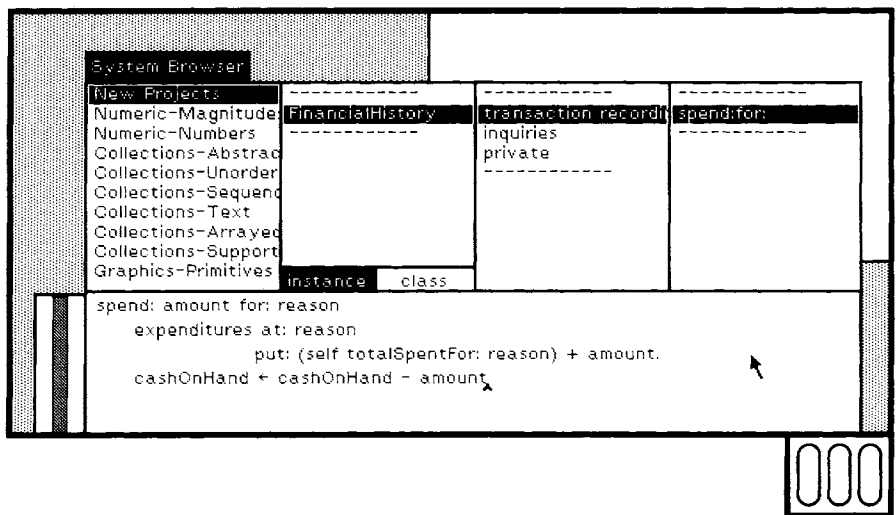 System Browser
New Projects
Numeric-Magnitudes
Numeric-Numbers
Collections-Abstrac
Collections-Unorder
Collections-Sequenc
Collections-Text
Collections-Arrayed
Collections-Support
Graphics-Primitives
------------
FinancialHistory
------------
instance
class
------------
transaction recordi
inquiries
private
------------
------------
spend:for:
------------
spend: amount for: reason
expenditures at: reason
put: (self totalSpentFor: reason) + amount.
cashOnHand ← cashOnHand - amount